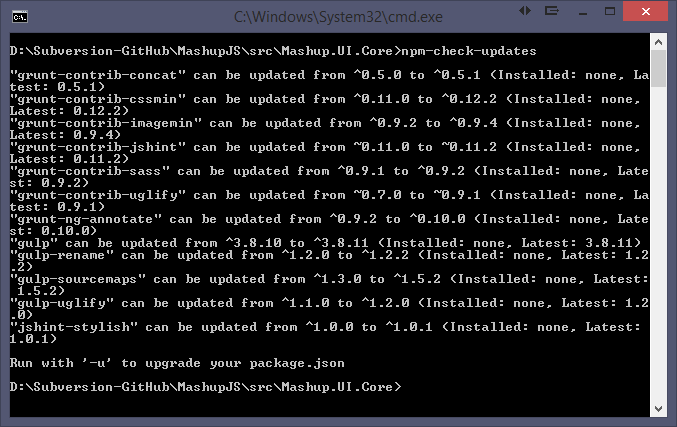 C:\Windows\System32\cmd.exe
D:\Subversion-GitHub\MashupJS\src\Mashup.UI.Core>npm-check-updates
"grunt-contrib-concat" can be updated from ^0.5.0 to ^0.5.1 (Installed: none, La
test: 0.5.1)
"grunt-contrib-cssmin" can be updated from ^0.11.0 to ^0.12.2 (Installed: none,
Latest: 0.12.2)
"grunt-contrib-imagemin" can be updated from ^0.9.2 to ^0.9.4 (Installed: none,
Latest: 0.9.4)
"grunt-contrib-jshint" can be updated from ~0.11.0 to ~0.11.2 (Installed: none,
Latest: 0.11.2)
"grunt-contrib-sass" can be updated from ^0.9.1 to ^0.9.2 (Installed: none, Late
st: 0.9.2)
"grunt-contrib-uglify" can be updated from ~0.7.0 to ~0.9.1 (Installed: none, La
test: 0.9.1)
"grunt-ng-annotate" can be updated from ^0.9.2 to ^0.10.0 (Installed: none, Late
st: 0.10.0)
"gulp" can be updated from ^3.8.10 to ^3.8.11 (Installed: none, Latest: 3.8.11)
"gulp-rename" can be updated from ^1.2.0 to ^1.2.2 (Installed: none, Latest: 1.2
.2)
"gulp-sourcemaps" can be updated from ^1.3.0 to ^1.5.2 (Installed: none, Latest:
1.5.2)
"gulp-uglify" can be updated from ^1.1.0 to ^1.2.0 (Installed: none, Latest: 1.2
.0)
"jshint-stylish" can be updated from ^1.0.0 to ^1.0.1 (Installed: none, Latest:
1.0.1)
Run with '-u' to upgrade your package.json
D:\Subversion-GitHub\MashupJS\src\Mashup.UI.Core>